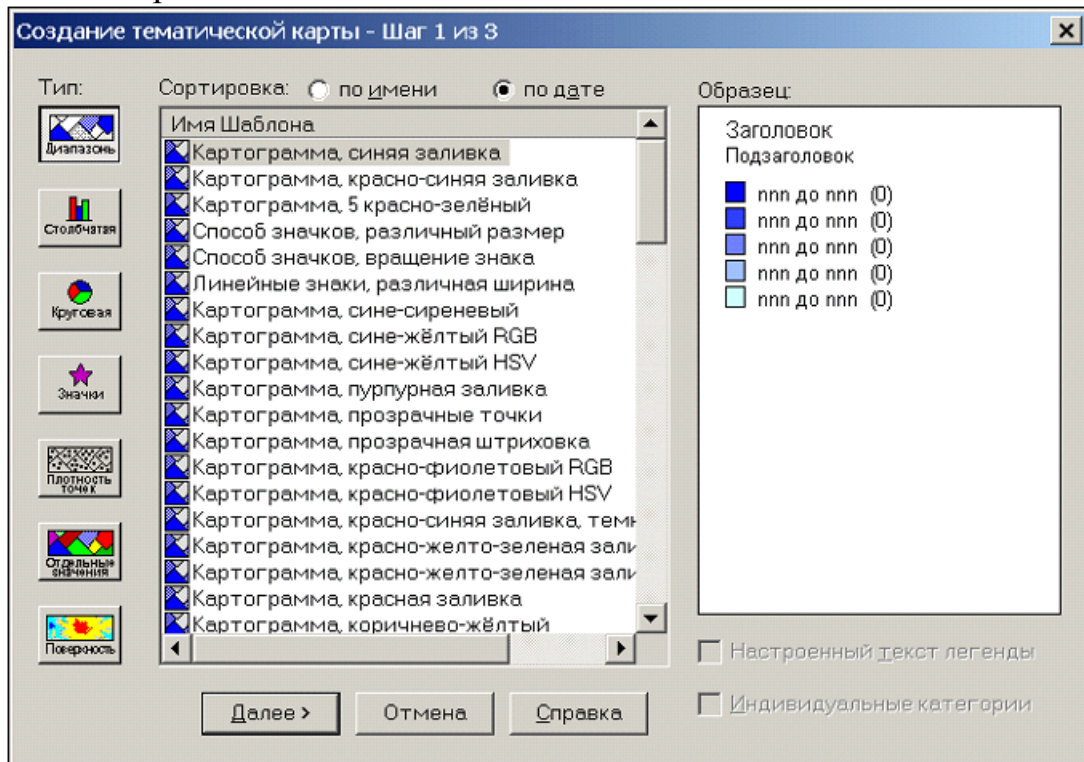 Создание тематической карты - Шаг 1 из 3
Тип:
Диапазоны
Столбчатая
Круговая
Значки
Плотность
точек
Отдельные
значения
Поверхность
Сортировка: по имени по дате
Имя Шаблона
Картограмма, синяя заливка
Картограмма, красно-синяя заливка
Картограмма, 5 красно-зелёный
Способ значков, различный размер
Способ значков, вращение знака
Линейные знаки, различная ширина
Картограмма, сине-сиреневый
Картограмма, сине-жёлтый RGB
Картограмма, сине-жёлтый HSV
Картограмма, пурпурная заливка
Картограмма, прозрачные точки
Картограмма, прозрачная штриховка
Картограмма, красно-фиолетовый RGB
Картограмма, красно-фиолетовый HSV
Картограмма, красно-синяя заливка, темн
Картограмма, красно-желто-зеленая зали
Картограмма, красно-желто-зеленая зали
Картограмма, красная заливка
Картограмма, коричнево-жёлтый
Образец:
Заголовок
Подзаголовок
nnn до nnn (0)
nnn до nnn (0)
nnn до nnn (0)
nnn до nnn (0)
nnn до nnn (0)
Настроенный текст легенды
Индивидуальные категории
Далее > Отмена Справка